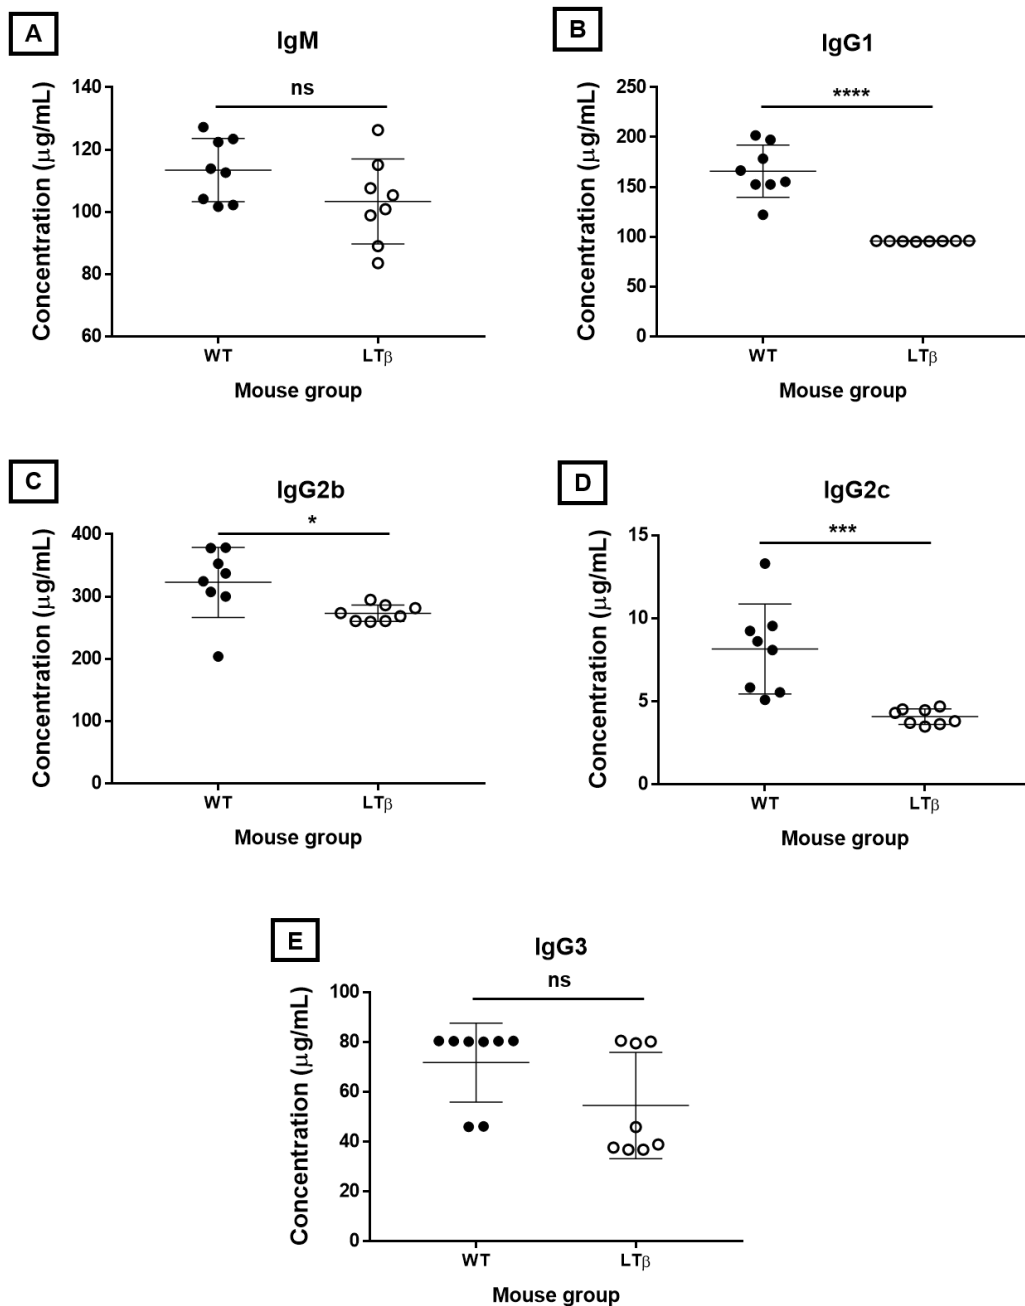 A
IgM
ns
140
120
100
80
60
Concentration (μg/mL)
WT
LTβ
Mouse group
B
IgG1
****
250
200
150
100
50
0
Concentration (μg/mL)
WT
LTβ
Mouse group
C
IgG2b
*
400
300
200
100
0
Concentration (μg/mL)
WT
LTβ
Mouse group
D
IgG2c
***
15
10
5
0
Concentration (μg/mL)
WT
LTβ
Mouse group
E
IgG3
ns
100
80
60
40
20
0
Concentration (μg/mL)
WT
LTβ
Mouse group